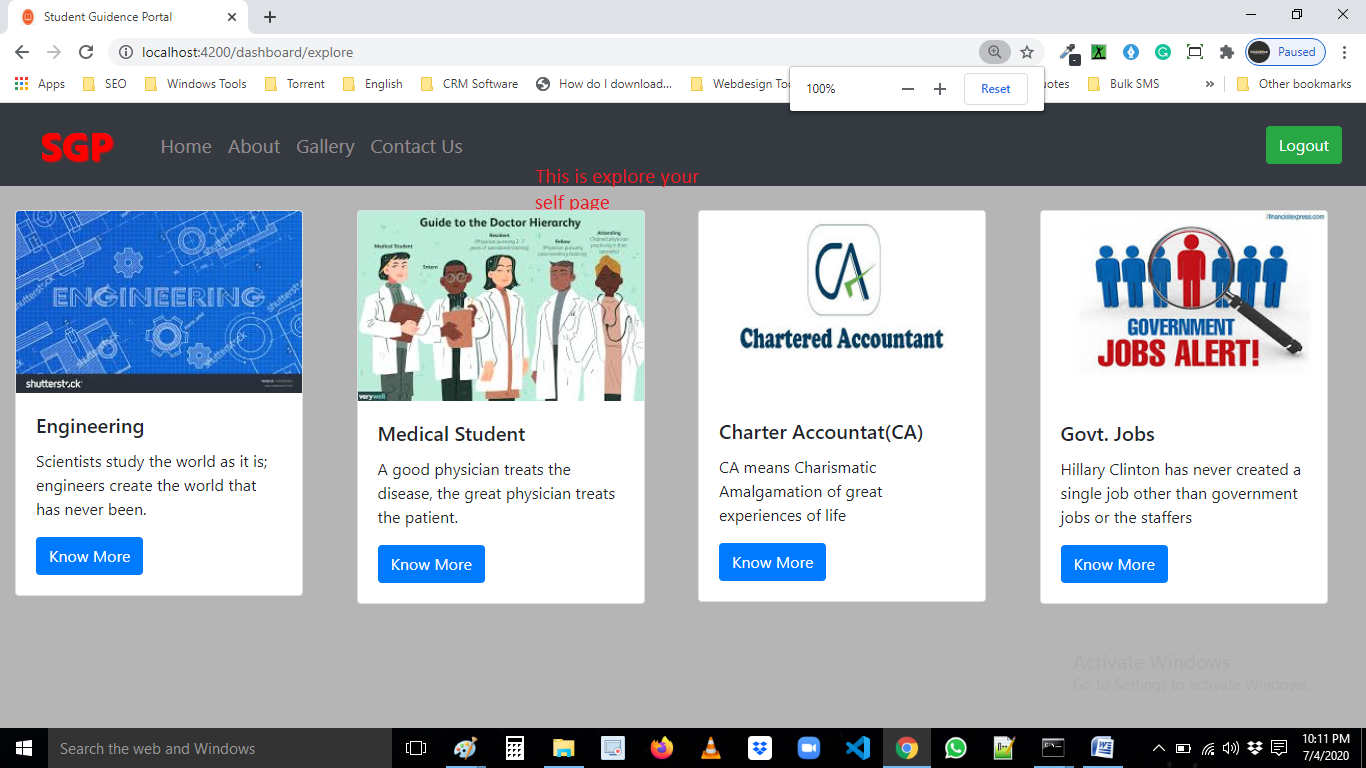 Student Guidence Portal
localhost:4200/dashboard/explore
Paused
Apps
SEO
Windows Tools
Torrent
English
CRM Software
How do I download...
Webdesign Too
uotes
Bulk SMS
»
Other bookmarks
100%
Reset
SGP
Home
About
Gallery
Contact Us
Logout
This is explore your
self page
ENGINEERING
shutterstock
Engineering
Scientists study the world as it is;
engineers create the world that
has never been.
Know More
Guide to the Doctor Hierarchy
Medical Student
Intern
Resident
Fellow
Attending
verywell
Medical Student
A good physician treats the
disease, the great physician treats
the patient.
Know More
CA
Chartered Accountant
Charter Accountat(CA)
CA means Charismatic
Amalgamation of great
experiences of life
Know More
financialexpress.com
GOVERNMENT
JOBS ALERT!
Govt. Jobs
Hillary Clinton has never created a
single job other than government
jobs or the staffers
Know More
Activate Windows
Go to Settings to activate Windows.
Search the web and Windows
10:11 PM
7/4/2020